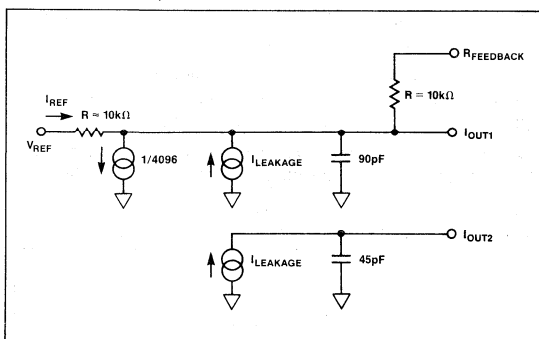 RFEEDBACK
IREF
R ≈ 10kΩ
R = 10kΩ
VREF
1/4096
ILEAKAGE
90pF
IOUT1
ILEAKAGE
45pF
IOUT2